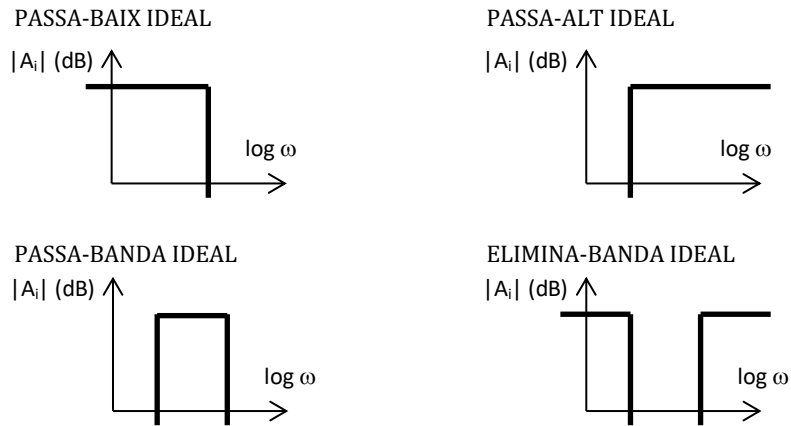 PASSA-BAIX IDEAL
|Aᵢ| (dB)
log ω
PASSA-ALT IDEAL
|Aᵢ| (dB)
log ω
PASSA-BANDA IDEAL
|Aᵢ| (dB)
log ω
ELIMINA-BANDA IDEAL
|Aᵢ| (dB)
log ω